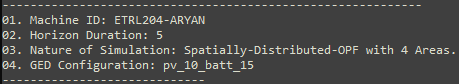 ---------------------------------------------------------------
01. Machine ID: ETRL204-ARYAN
02. Horizon Duration: 5
03. Nature of Simulation: Spatially-Distributed-OPF with 4 Areas.
04. GED Configuration: pv_10_batt_15
------------------------------